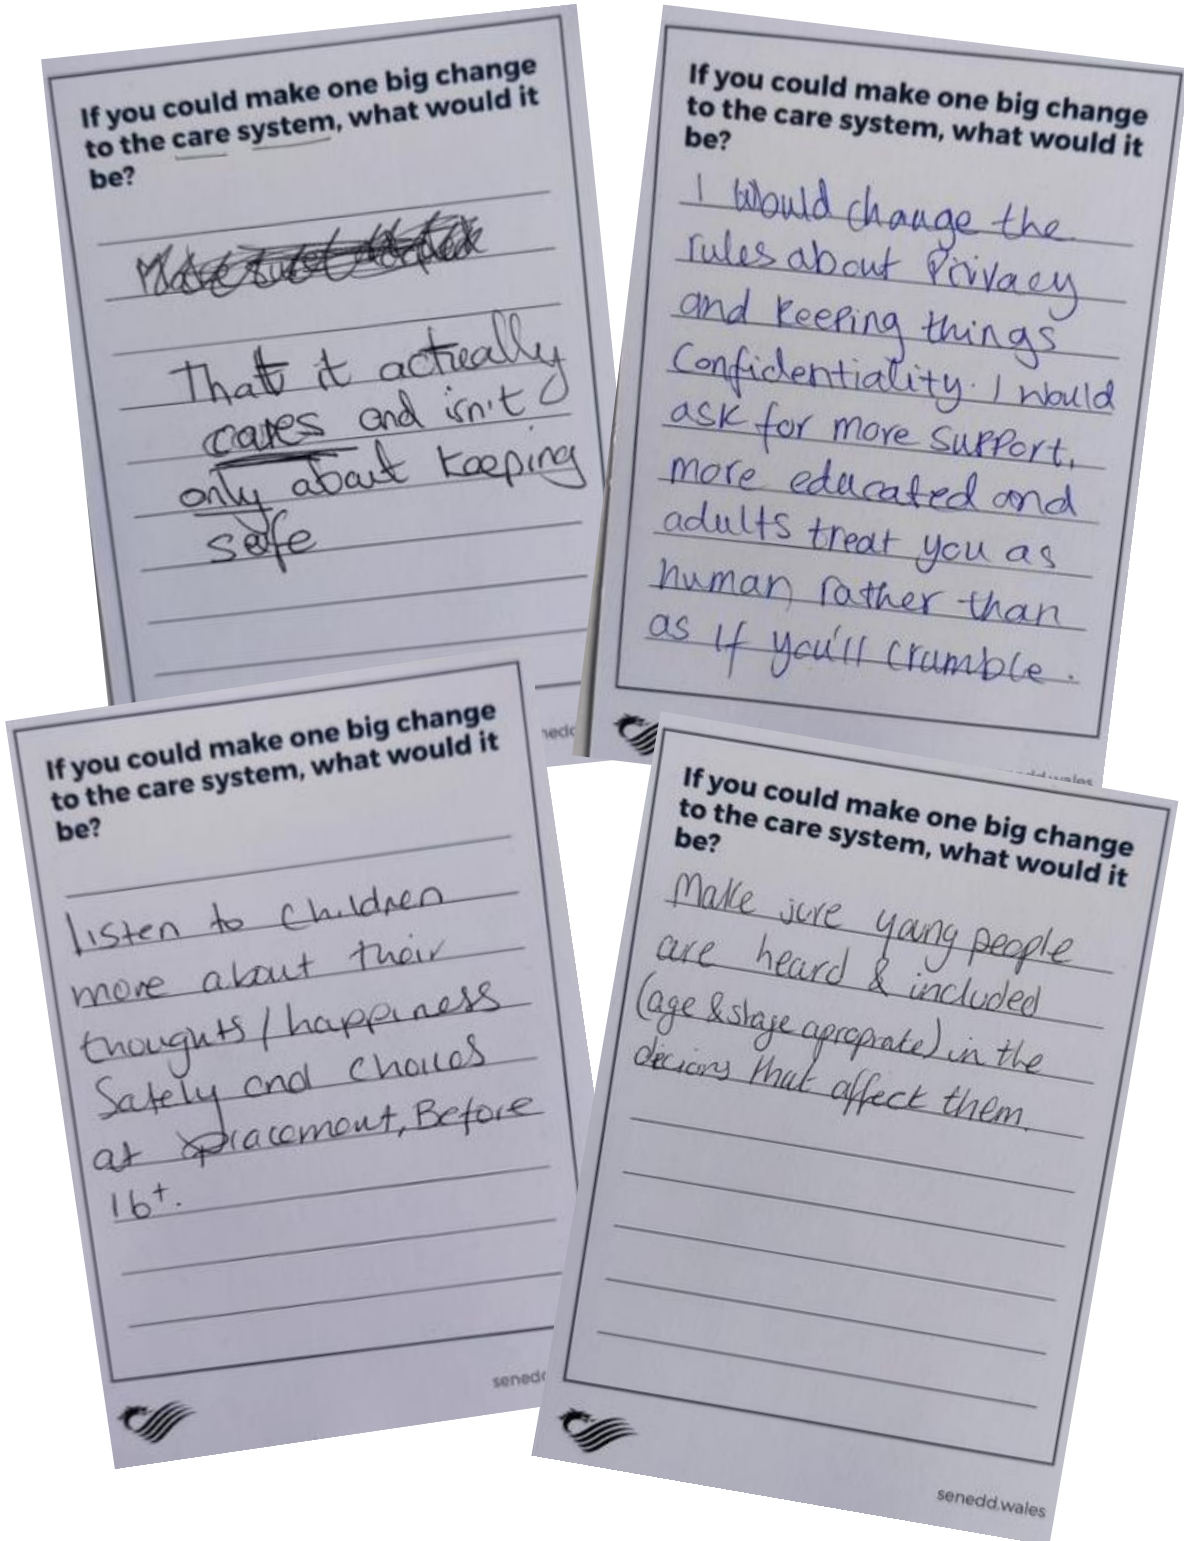 If you could make one big change
to the care system, what would it
be?
That it actually
cares and isn't
only about keeping
safe
If you could make one big change
to the care system, what would it
be?
I would change the
rules about Privacy
and keeping things
Confidentiality. I would
ask for more support,
more educated and
adults treat you as
human rather than
as if you'll crumble.
If you could make one big change
to the care system, what would it
be?
listen to Children
more about their
thoughts/happiness
Safely and Choices
at placement, Before
16+.
senedd
If you could make one big change
to the care system, what would it
be?
Make sure young people
are heard & included
(age & stage apropriate) in the
decions that affect them.
senedd.wales